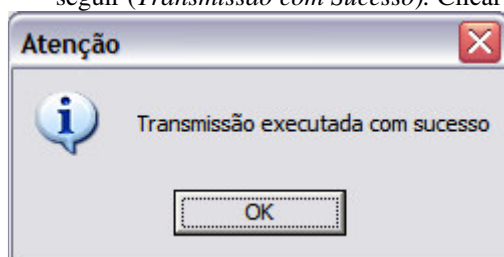 seguir (Transmissão com Sucesso). Clicar
Atenção
Transmissão executada com sucesso
OK